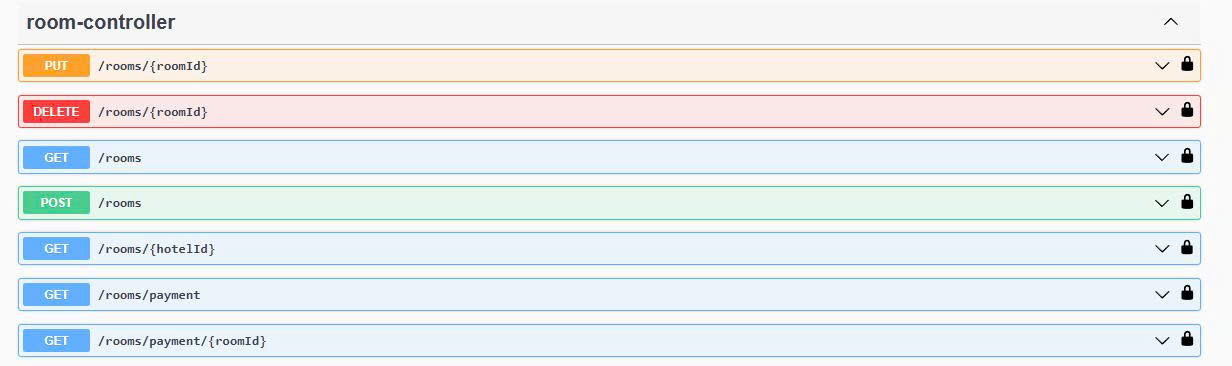 room-controller
PUT /rooms/{roomId}
DELETE /rooms/{roomId}
GET /rooms
POST /rooms
GET /rooms/{hotelId}
GET /rooms/payment
GET /rooms/payment/{roomId}